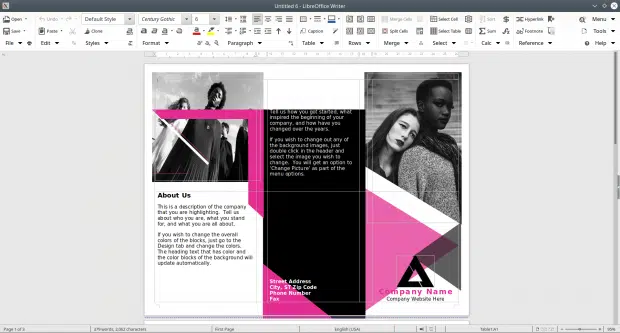 Untitled 6 - LibreOffice Writer
Open
Default Style
Century Gothic
6
Merge Cells
Select Cell
Sum
Hyperlink
Menu
Save
Paste
Clone
Caption
Split Cells
Select Table
Sum
Footnote
Tools
File
Edit
Styles
Format
Paragraph
Table
Rows
Merge
Select
Calc
Reference
Help
Tell us how you got started, what
inspired the beginning of your
company, and how have you
changed over the years.
If you wish to change out any of
the background images, just
double click in the header and
select the image you wish to
change. You will get an option to
'Change Picture' as part of the
menu options.
About Us
This is a description of the company
that you are highlighting. Tell us
about who you are, what you stand
for, and what you are all about.
If you wish to change the overall
colors of the blocks, just go to the
Design tab and change the colors.
The heading text that has color and
the color blocks of the background will
update automatically.
Street Address
City, ST Zip Code
Phone Number
Fax
Company Name
Company Website Here
Page 1 of 3
First Page
English (USA)
Table1:A1